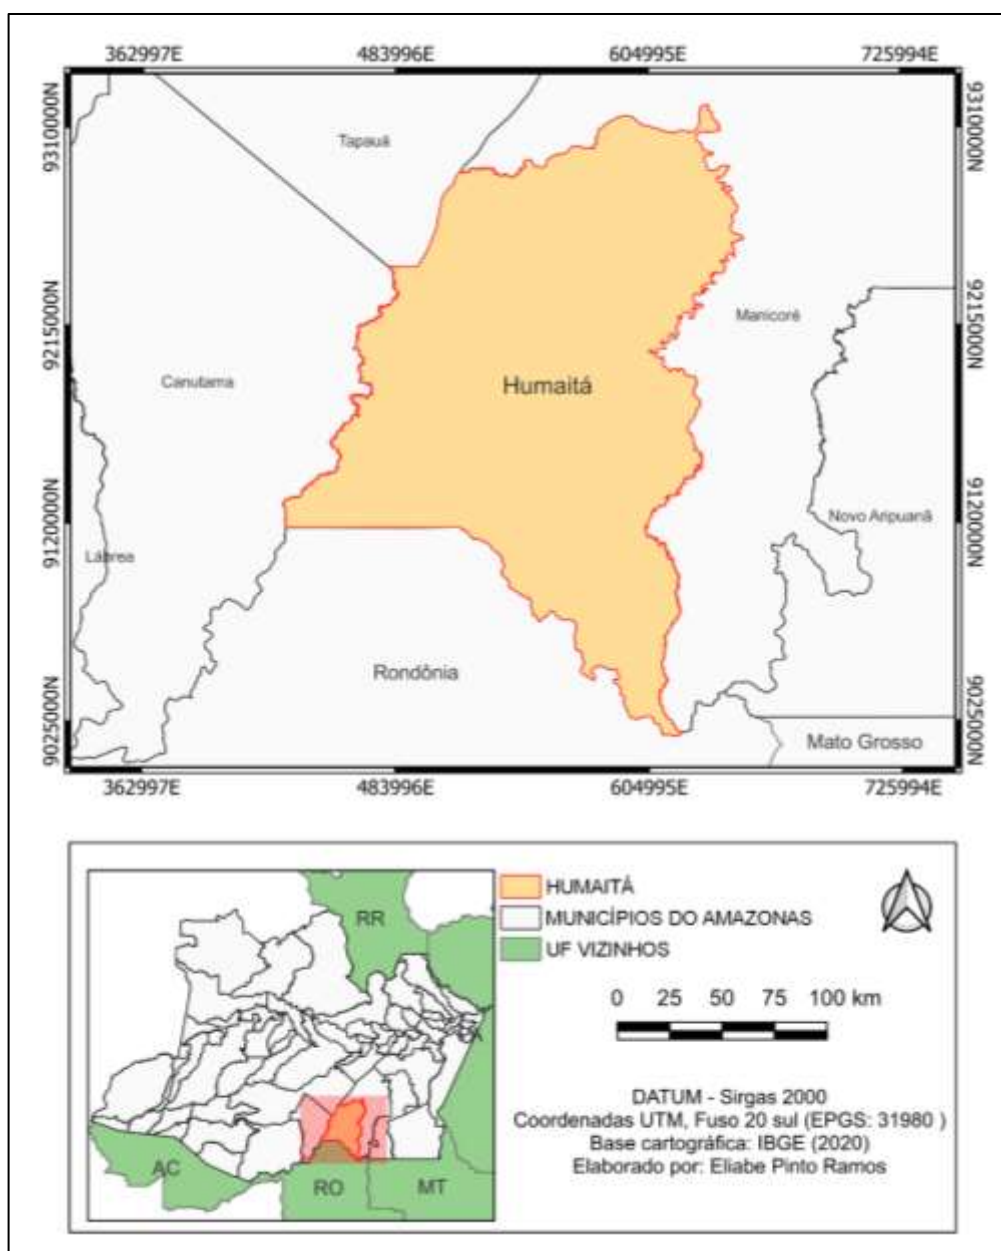 362997E 483996E 604995E 725994E
9310000N
9310000N
Tapauá
9215000N
Manicoré
9215000N
Canutama
Humaitá
9120000N
Novo Aripuanã
9120000N
Lábrea
Rondônia
9025000N
Mato Grosso
9025000N
362997E 483996E 604995E 725994E
HUMAITÁ
MUNICÍPIOS DO AMAZONAS
UF VIZINHOS
RR
AC
RO
MT
0 25 50 75 100 km
DATUM - Sirgas 2000
Coordenadas UTM, Fuso 20 sul (EPGS: 31980 )
Base cartográfica: IBGE (2020)
Elaborado por: Eliabe Pinto Ramos